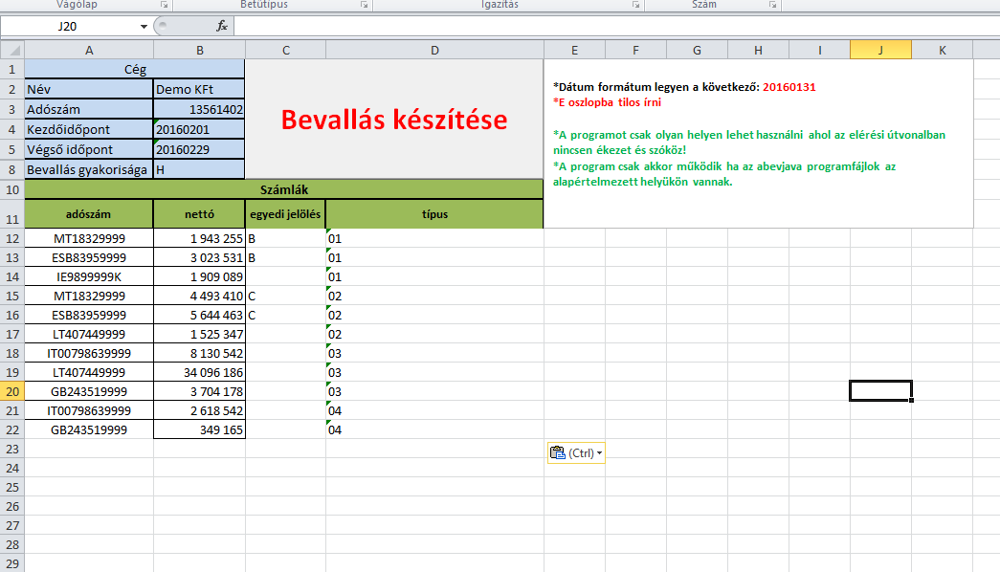 Vágólap Betűtípus Igazítás Szám
J20 fx
A B C D E F G H I J K
1 Cég
2 Név Demo KFt
3 Adószám 13561402
4 Kezdőidőpont 20160201
5 Végső időpont 20160229
8 Bevallás gyakorisága H
Bevallás készítése
*Dátum formátum legyen a következő: 20160131
*E oszlopba tilos írni
*A programot csak olyan helyen lehet használni ahol az elérési útvonalban
nincsen ékezet és szóköz!
*A program csak akkor működik ha az abevjava programfájlok az
alapértelmezett helyükön vannak.
10 Számlák
11 adószám nettó egyedi jelölés típus
12 MT18329999 1 943 255 B 01
13 ESB83959999 3 023 531 B 01
14 IE9899999K 1 909 089 01
15 MT18329999 4 493 410 C 02
16 ESB83959999 5 644 463 C 02
17 LT407449999 1 525 347 02
18 IT00798639999 8 130 542 03
19 LT407449999 34 096 186 03
20 GB243519999 3 704 178 03
21 IT00798639999 2 618 542 04
22 GB243519999 349 165 04
23 (Ctrl)
24
25
26
27
28
29